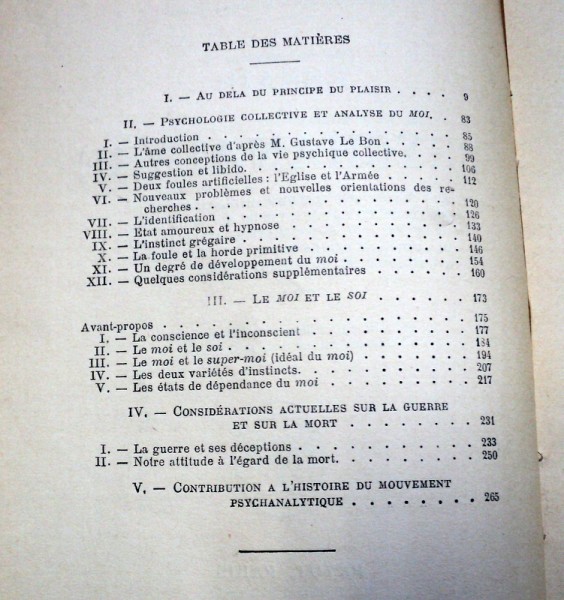 TABLE DES MATIÈRES
I. — AU DELA DU PRINCIPE DU PLAISIR . . . . 9
II. — PSYCHOLOGIE COLLECTIVE ET ANALYSE DU MOI. . 83
I. — Introduction . . . . . . . . . . . . 85
II. — L'âme collective d'après M. Gustave Le Bon . . . . 88
III. — Autres conceptions de la vie psychique collective. . 99
IV. — Suggestion et libido. . . . . . . . . . 106
V. — Deux foules artificielles : l'Eglise et l'Armée . . . . 112
VI. — Nouveaux problèmes et nouvelles orientations des re-
cherches . . . . . . . . . . . . 120
VII. — L'identification . . . . . . . . . . . 126
VIII. — Etat amoureux et hypnose . . . . . . . 133
IX. — L'instinct grégaire . . . . . . . . . . 140
X. — La foule et la horde primitive . . . . . . 146
XI. — Un degré de développement du moi . . . . . 154
XII. — Quelques considérations supplémentaires . . . . 160
III. — LE MOI ET LE SOI . . . . . . 173
Avant-propos . . . . . . . . . . . . . 175
I. — La conscience et l'inconscient . . . . . . 177
II. — Le moi et le soi . . . . . . . . . . 184
III. — Le moi et le super-moi (idéal du moi) . . . . . 194
IV. — Les deux variétés d'instincts. . . . . . . 207
V. — Les états de dépendance du moi . . . . . . 217
IV. — CONSIDÉRATIONS ACTUELLES SUR LA GUERRE
ET SUR LA MORT . . . . . . . . 231
I. — La guerre et ses déceptions . . . . . . . 233
II. — Notre attitude à l'égard de la mort. . . . . . 250
V. — CONTRIBUTION A L'HISTOIRE DU MOUVEMENT
PSYCHANALYTIQUE . . . . . . . . 265